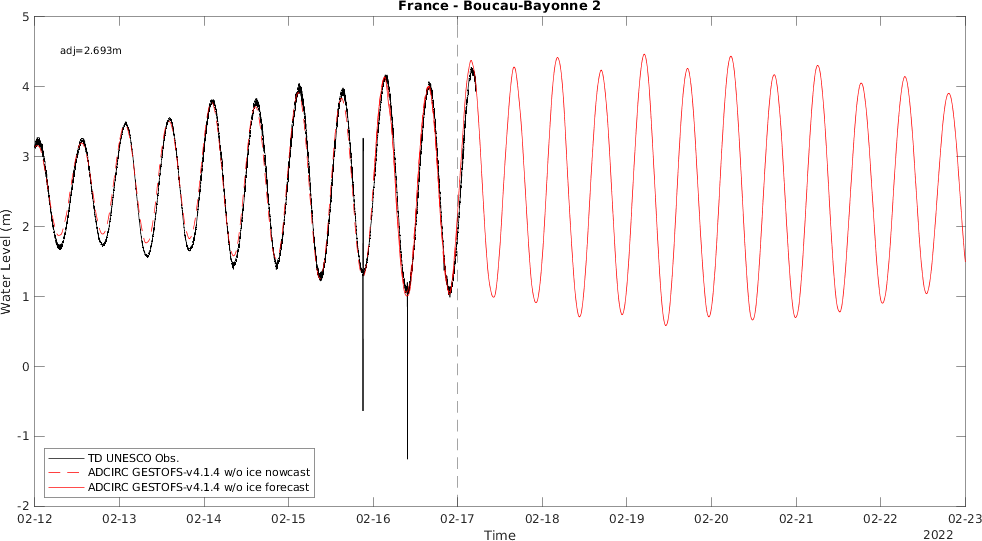 France - Boucau-Bayonne 2
5
adj=2.693m
4
3
2
1
0
-1
-2
Water Level (m)
TD UNESCO Obs.
ADCIRC GESTOFS-v4.1.4 w/o ice nowcast
ADCIRC GESTOFS-v4.1.4 w/o ice forecast
02-12 02-13 02-14 02-15 02-16 02-17 02-18 02-19 02-20 02-21 02-22 02-23
Time
2022